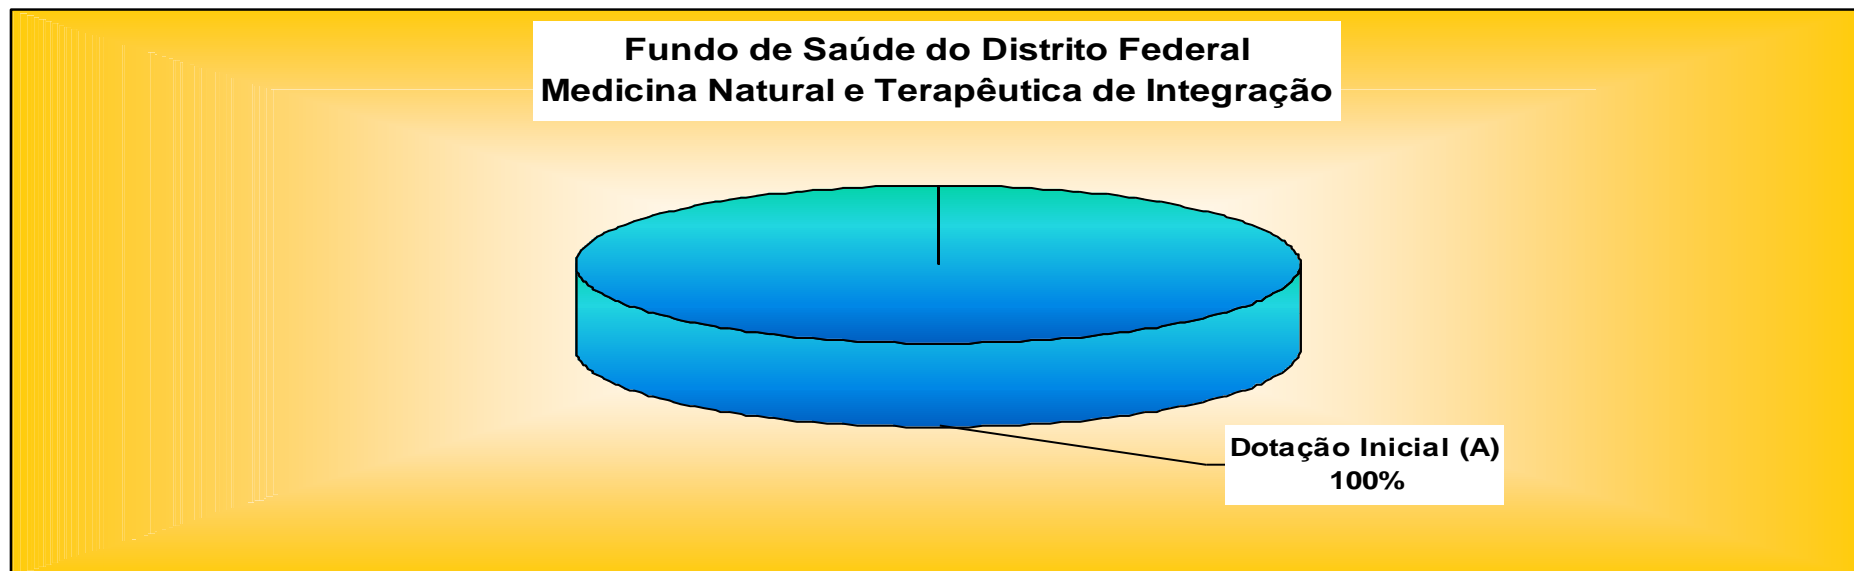 Fundo de Saúde do Distrito Federal
Medicina Natural e Terapêutica de Integração
Dotação Inicial (A)
100%